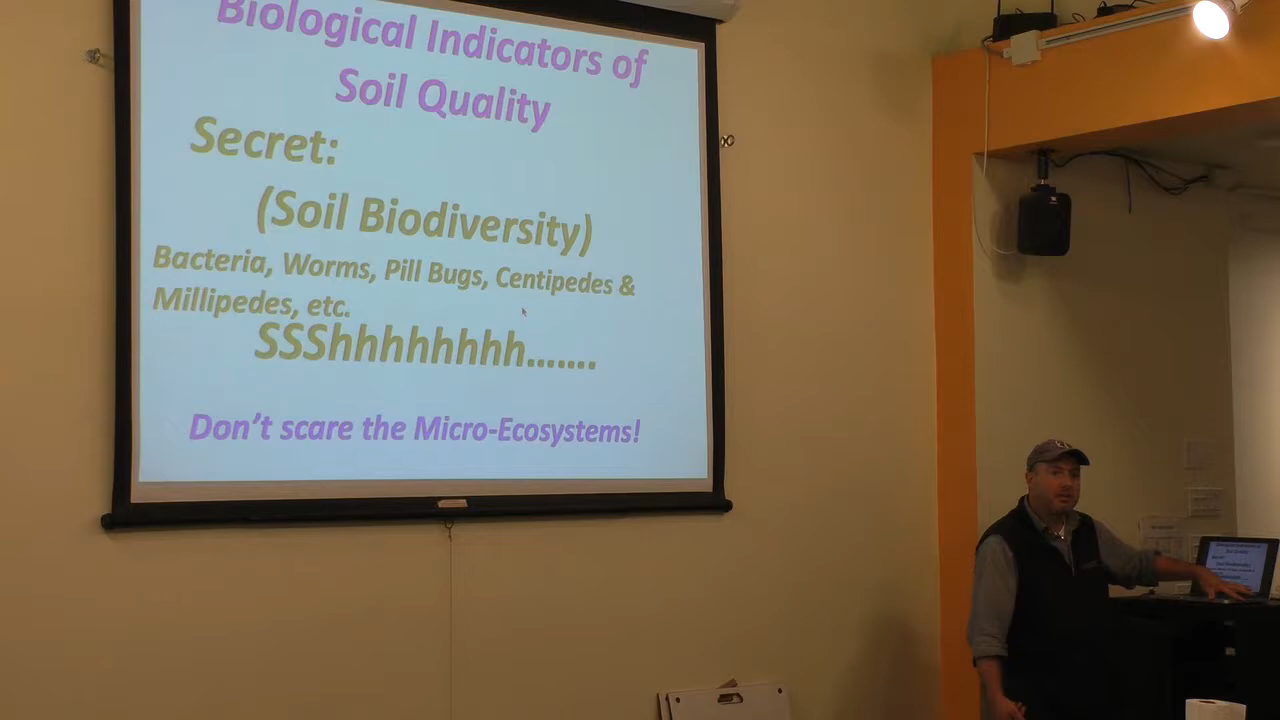 Biological Indicators of
Soil Quality
Secret:
(Soil Biodiversity)
Bacteria, Worms, Pill Bugs, Centipedes &
Millipedes, etc.
SSShhhhhhhh.......
Don't scare the Micro-Ecosystems!